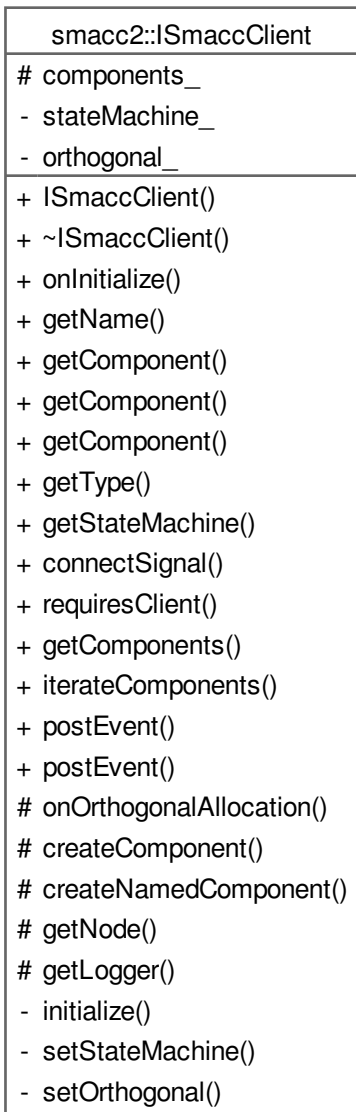 smacc2::ISmaccClient
# components_
- stateMachine_
- orthogonal_
+ ISmaccClient()
+ ~ISmaccClient()
+ onInitialize()
+ getName()
+ getComponent()
+ getComponent()
+ getComponent()
+ getType()
+ getStateMachine()
+ connectSignal()
+ requiresClient()
+ getComponents()
+ iterateComponents()
+ postEvent()
+ postEvent()
# onOrthogonalAllocation()
# createComponent()
# createNamedComponent()
# getNode()
# getLogger()
- initialize()
- setStateMachine()
- setOrthogonal()